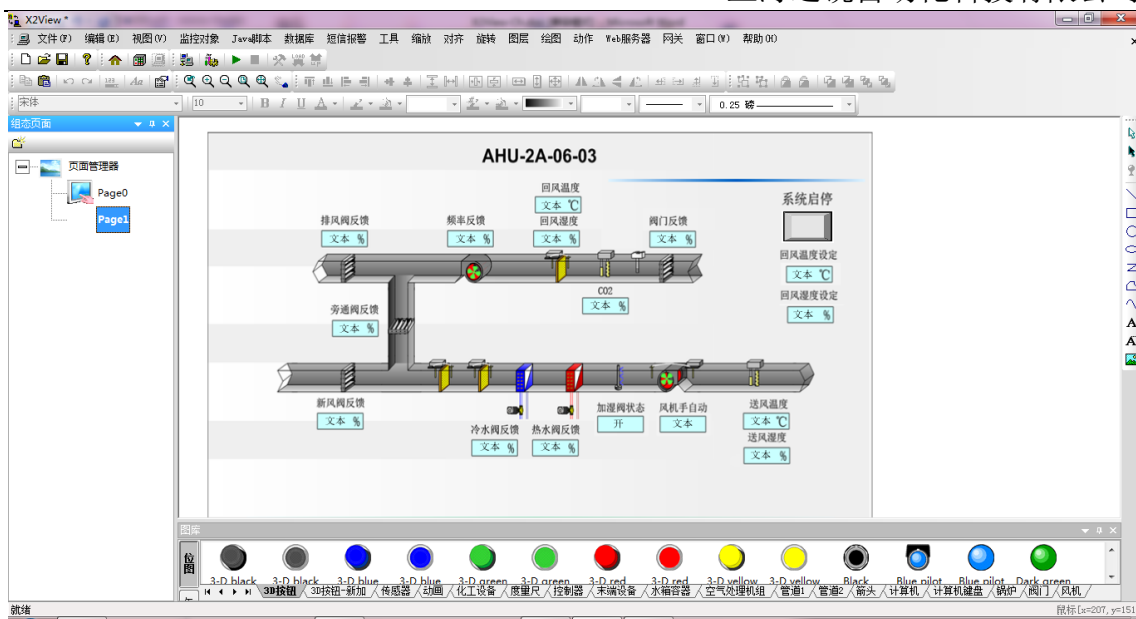 X2View *
文件(F) 编辑(E) 视图(V) 监控对象 Java脚本 数据库 短信报警 工具 缩放 对齐 旋转 图层 绘图 动作 Web服务器 网关 窗口(W) 帮助(H)
宋体 10 B I U A 0.25 磅
组态页面
页面管理器
Page0
Page1
AHU-2A-06-03
回风温度
文本 ℃
系统启停
排风阀反馈 频率反馈 回风湿度 阀门反馈
文本 % 文本 % 文本 % 文本 %
回风温度设定
文本 ℃
CO2
文本 %
回风湿度设定
文本 %
旁通阀反馈
文本 %
新风阀反馈
文本 %
冷水阀反馈
文本 %
热水阀反馈
文本 %
加湿阀状态
开
风机手自动
文本
送风温度
文本 ℃
送风湿度
文本 %
图库
位图
3-D black 3-D black 3-D blue 3-D blue 3-D green 3-D green 3-D red 3-D red 3-D yellow 3-D yellow Black Blue pilot Blue pilot Dark green
3D按钮 3D按钮-新加 传感器 动画 化工设备 度量尺 控制器 末端设备 水箱容器 空气处理机组 管道1 管道2 箭头 计算机 计算机键盘 锅炉 阀门 风机
就绪
鼠标[x=207, y=151